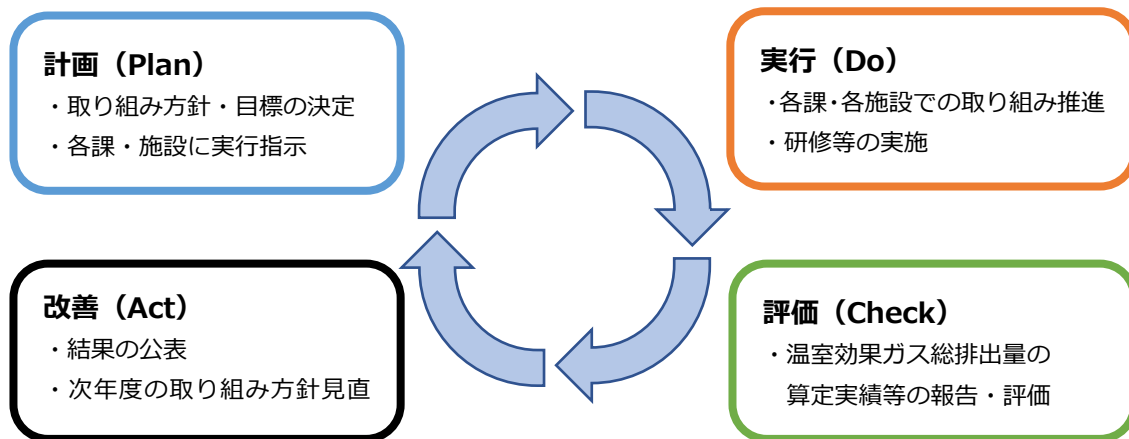 計画（Plan）
・取り組み方針・目標の決定
・各課・施設に実行指示
実行（Do）
・各課・各施設での取り組み推進
・研修等の実施
評価（Check）
・温室効果ガス総排出量の
算定実績等の報告・評価
改善（Act）
・結果の公表
・次年度の取り組み方針見直